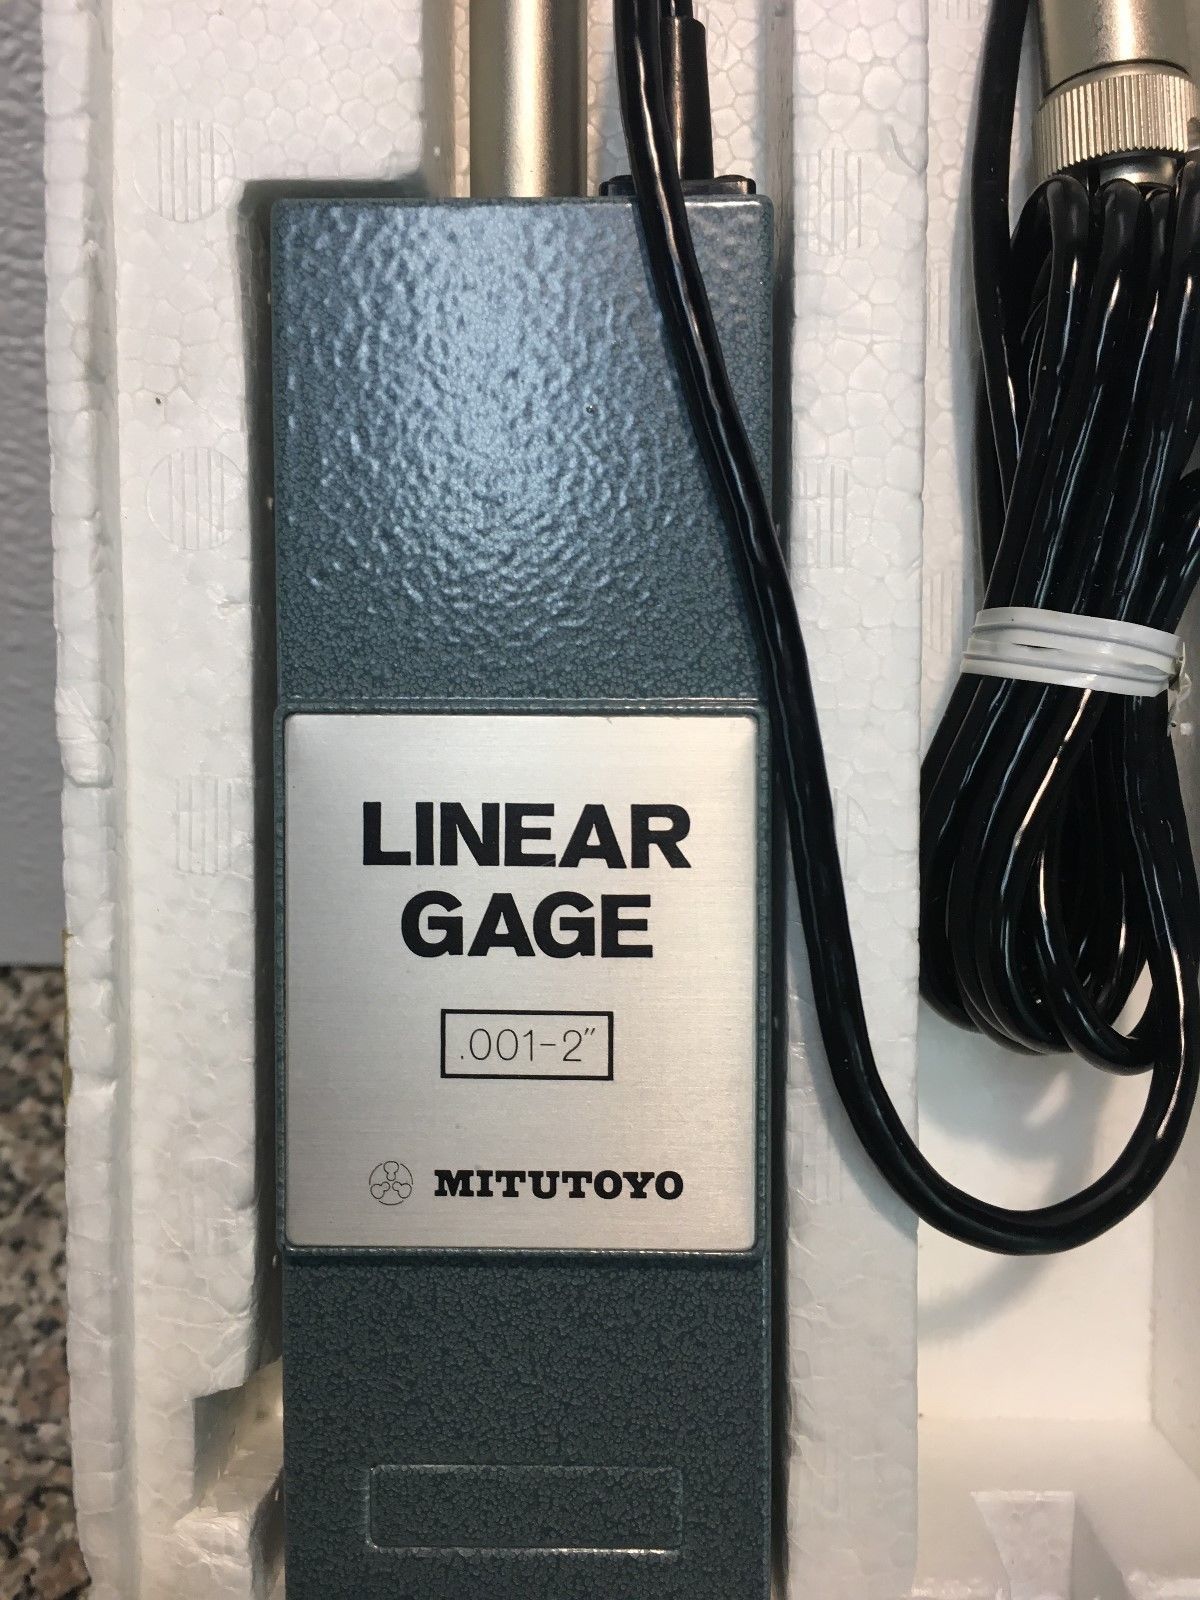 LINEAR
GAGE
.001-2"
MITUTOYO